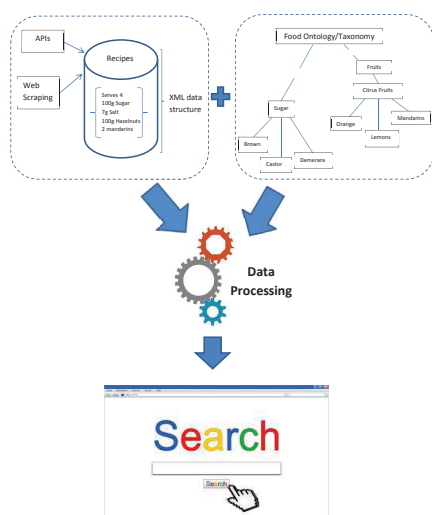 APIs
Web
Scraping
Recipes
Serves 4
100g Sugar
7g Salt
100g Hazelnuts
2 mandarins
XML data
structure
Food Ontology/Taxonomy
Fruits
Citrus Fruits
Sugar
Orange
Mandarins
Lemons
Brown
Castor
Demerara
Data
Processing
Search
Search